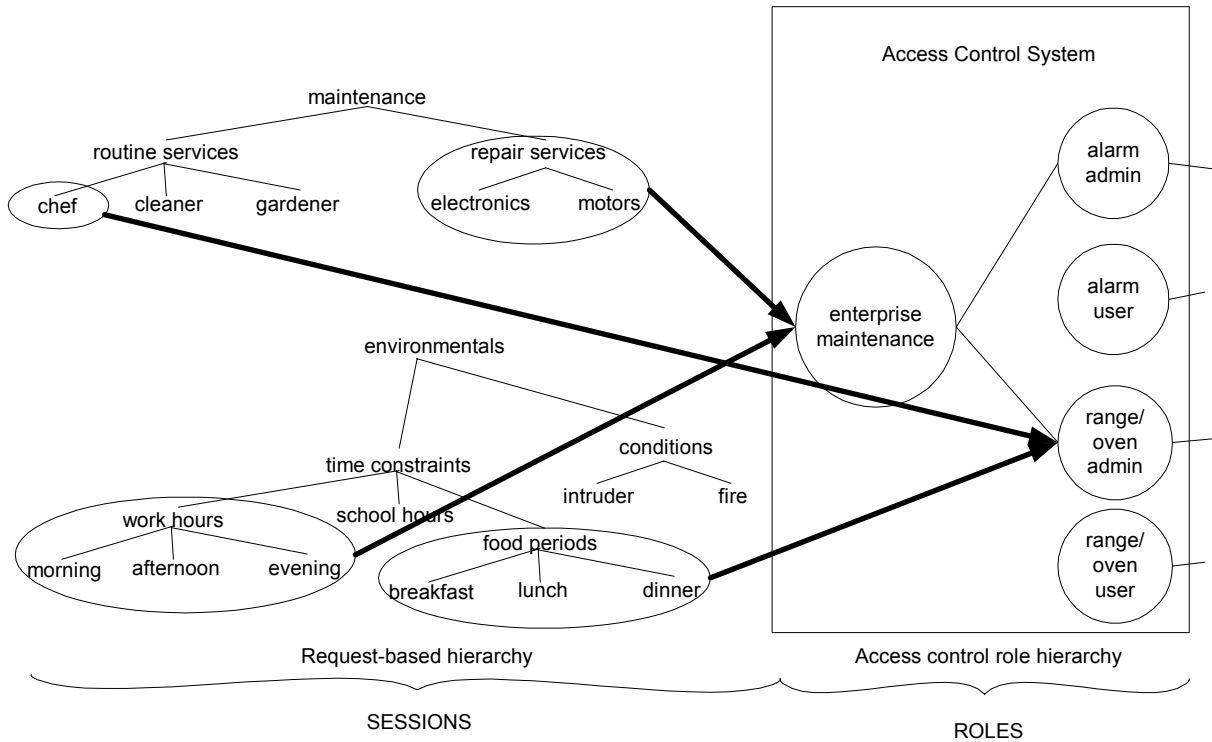 Access Control System
maintenance
routine services
repair services
chef
cleaner
gardener
electronics
motors
alarm
admin
alarm
user
enterprise
maintenance
environmentals
conditions
time constraints
intruder
fire
range/
oven
admin
work hours
school hours
food periods
morning
afternoon
evening
breakfast
lunch
dinner
range/
oven
user
Request-based hierarchy
Access control role hierarchy
SESSIONS
ROLES